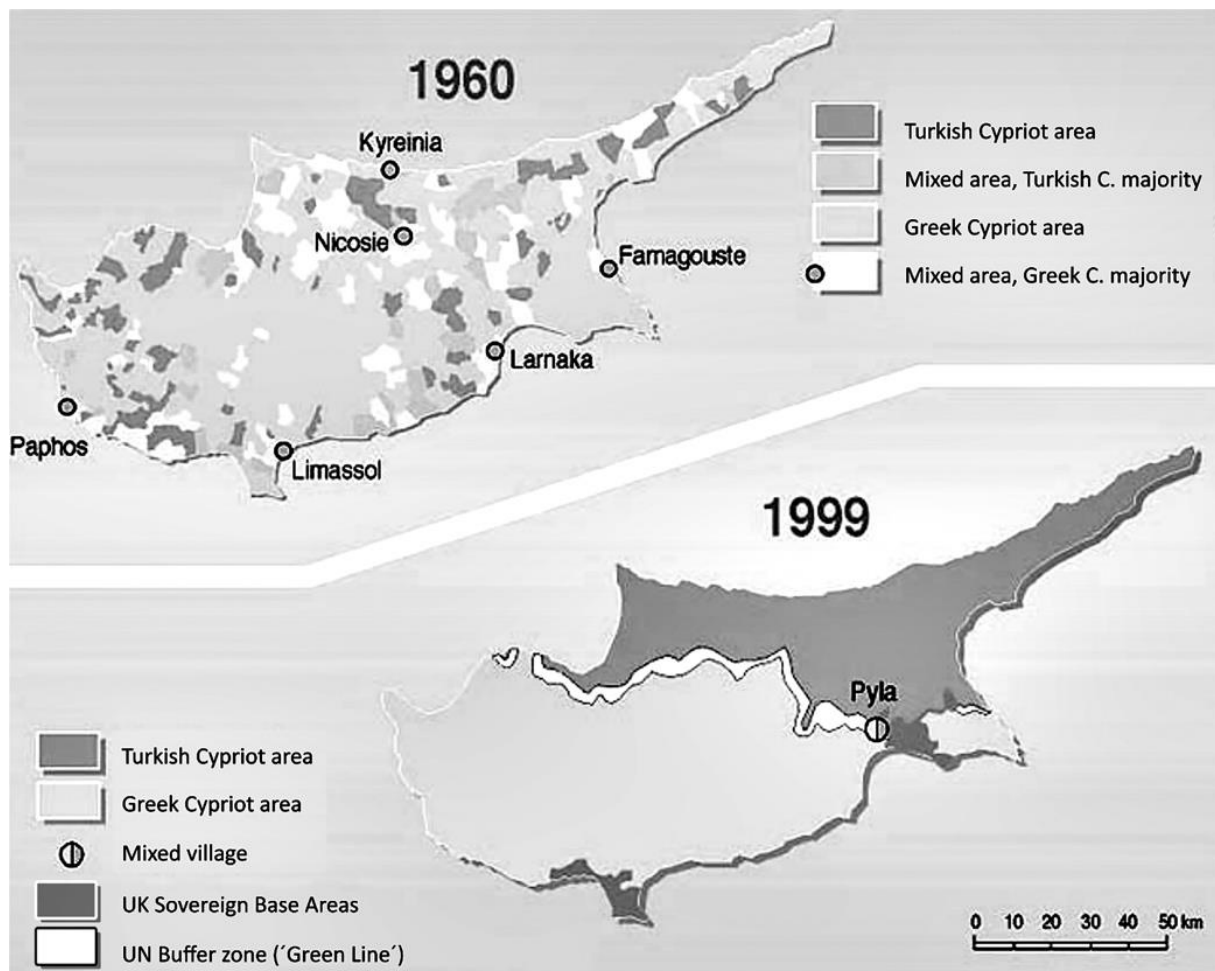 1960
Kyreinia
Nicosie
Famagouste
Larnaka
Paphos
Limassol
Turkish Cypriot area
Mixed area, Turkish C. majority
Greek Cypriot area
Mixed area, Greek C. majority
1999
Pyla
Turkish Cypriot area
Greek Cypriot area
Mixed village
UK Sovereign Base Areas
UN Buffer zone (´Green Line´)
0 10 20 30 40 50 km